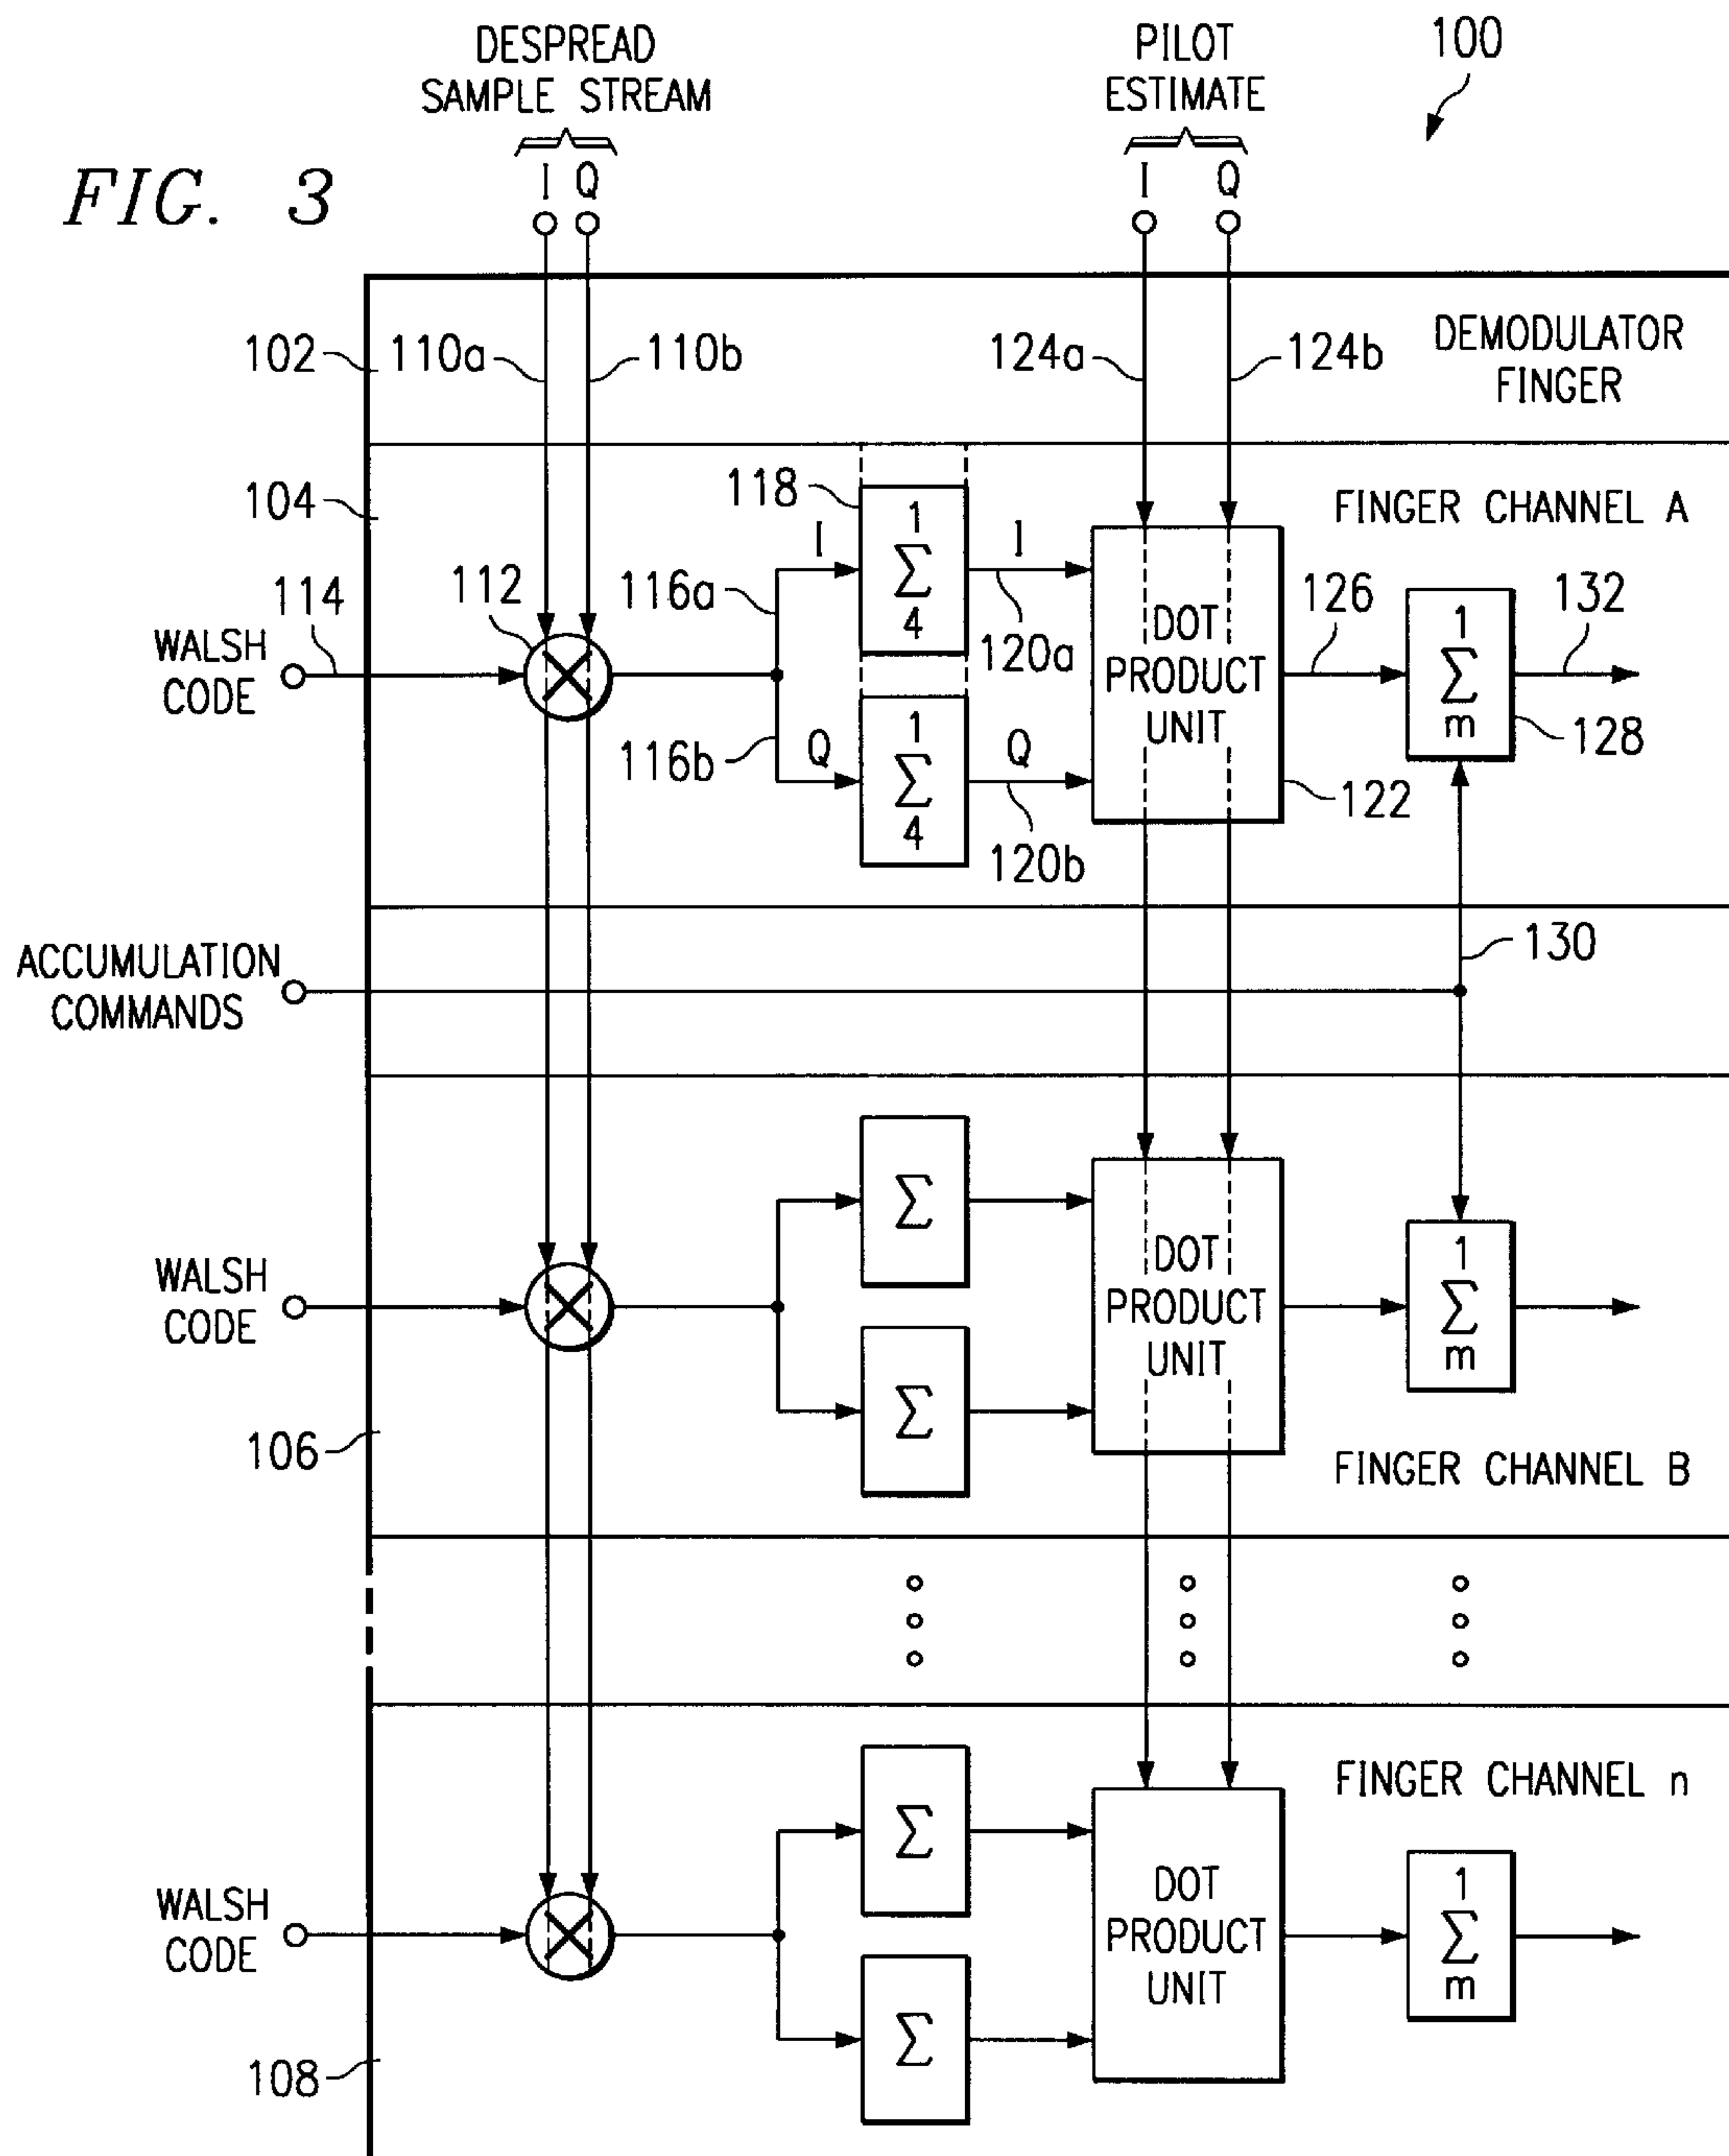 FIG. 3
DESPREAD
SAMPLE STREAM
I Q
PILOT
ESTIMATE
I Q
100
102
110a
110b
124a
124b
DEMODULATOR
FINGER
104
FINGER CHANNEL A
118
1
Σ
4
I
I
116a
120a
114
112
WALSH
CODE
DOT
PRODUCT
UNIT
126
1
Σ
m
132
128
116b
Q
1
Σ
4
Q
120b
122
ACCUMULATION
COMMANDS
130
WALSH
CODE
Σ
Σ
DOT
PRODUCT
UNIT
1
Σ
m
106
FINGER CHANNEL B
FINGER CHANNEL n
WALSH
CODE
Σ
Σ
DOT
PRODUCT
UNIT
1
Σ
m
108